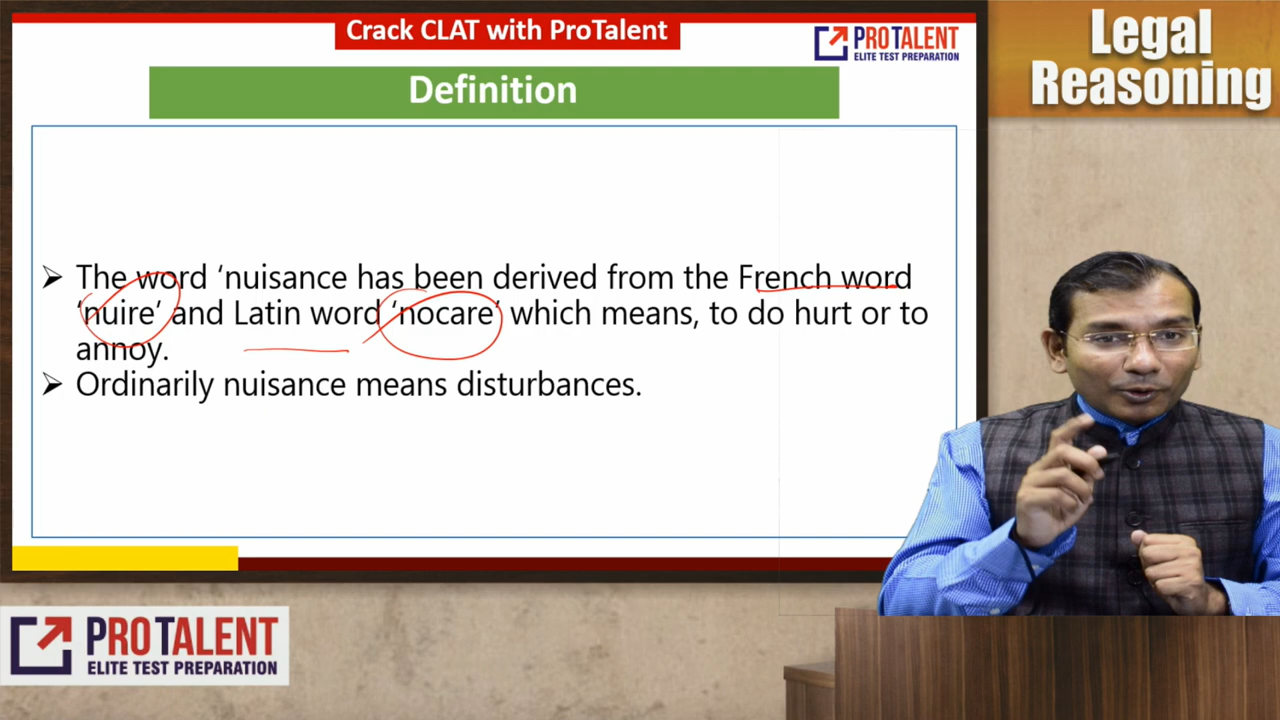 Crack CLAT with ProTalent
PROTALENT
ELITE TEST PREPARATION
Legal
Reasoning
Definition
➤ The word ‘nuisance has been derived from the French word
‘nuire’ and Latin word ‘nocare’ which means, to do hurt or to
annoy.
➤ Ordinarily nuisance means disturbances.
PROTALENT
ELITE TEST PREPARATION